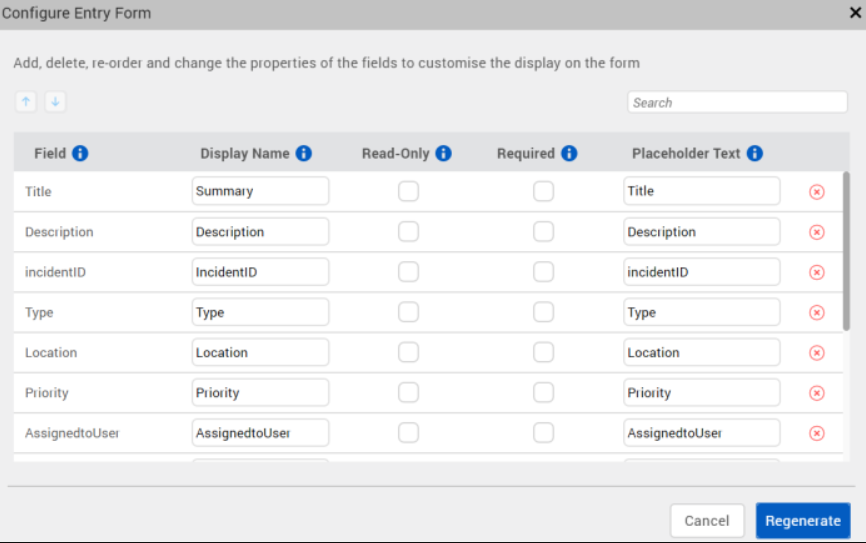 Configure Entry Form
Add, delete, re-order and change the properties of the fields to customise the display on the form
Search
Field Display Name Read-Only Required Placeholder Text
Title Summary Title
Description Description Description
incidentID IncidentID incidentID
Type Type Type
Location Location Location
Priority Priority Priority
AssignedtoUser AssignedtoUser AssignedtoUser
Cancel Regenerate